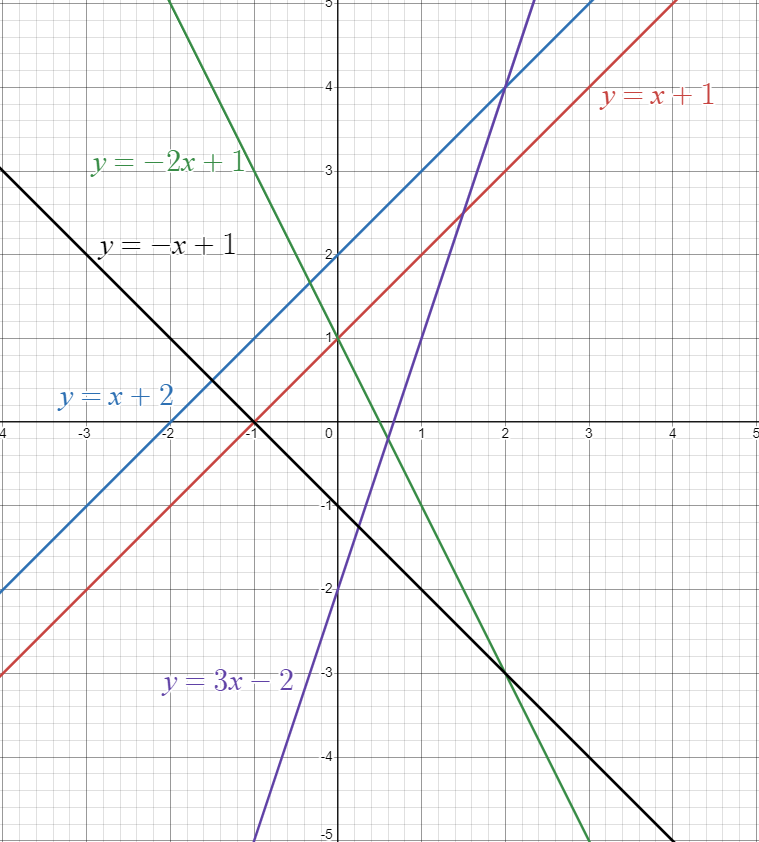 5
4
y = x + 1
y = −2x + 1
3
y = −x + 1
2
1
y = x + 2
4 -3 -2 -1 0 1 2 3 4 5
-1
-2
y = 3x − 2
-3
-4
-5